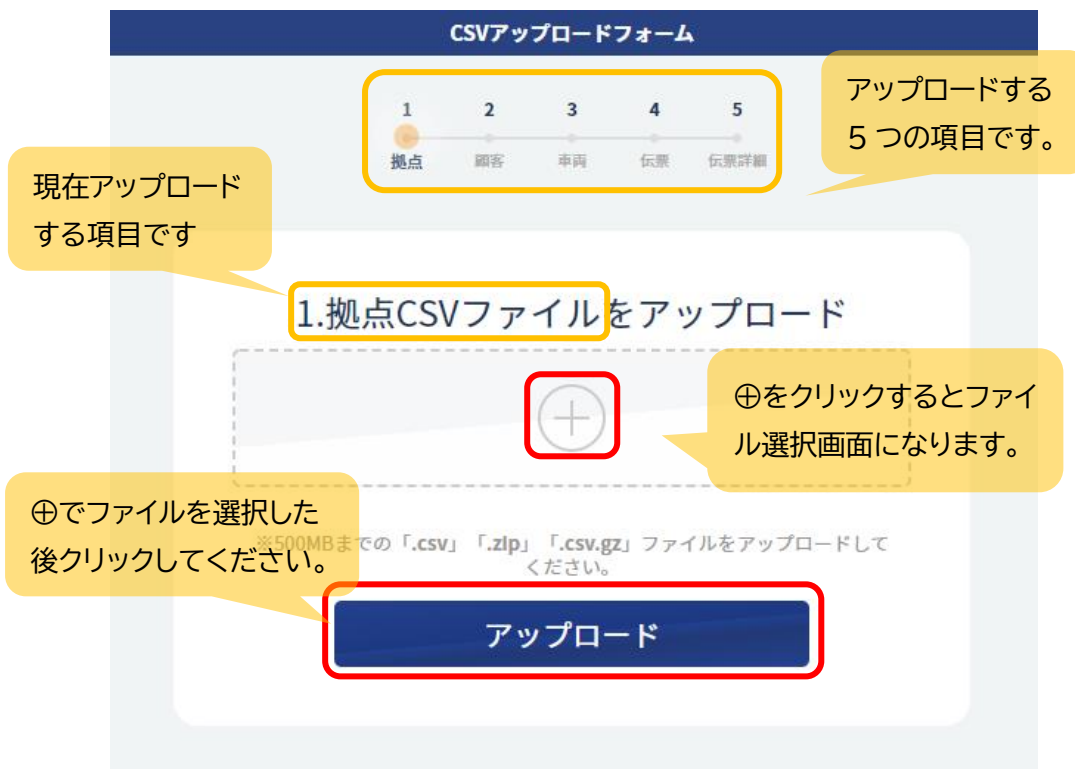 CSVアップロードフォーム
アップロードする
5つの項目です。
1 2 3 4 5
拠点 顧客 車両 伝票 伝票詳細
現在アップロード
する項目です
1.拠点CSVファイルをアップロード
⊕をクリックするとファイ
ル選択画面になります。
⊕でファイルを選択した
後クリックしてください。
※500MBまでの「.csv」「.zip」「.csv.gz」ファイルをアップロードして
ください。
アップロード